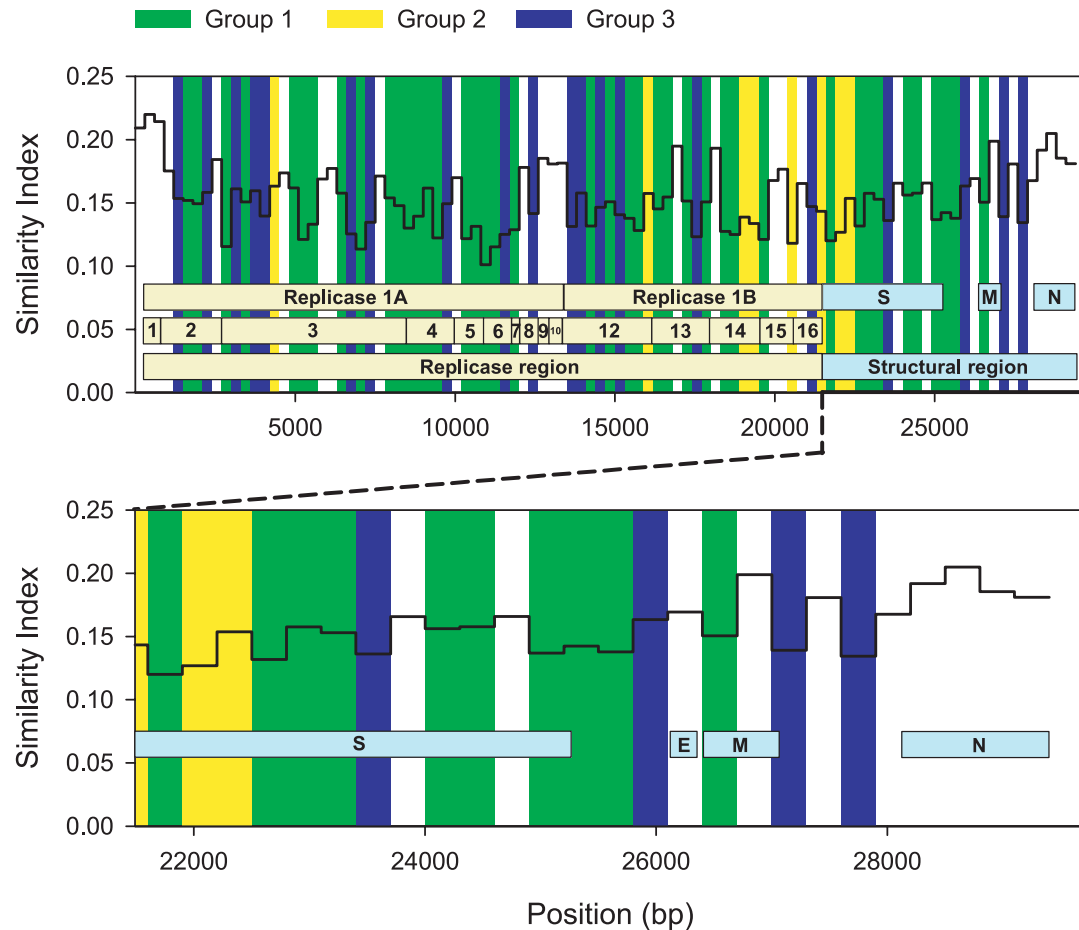 Group 1 Group 2 Group 3
Similarity Index
0.25
0.20
0.15
0.10
0.05
0.00
Replicase 1A Replicase 1B S M N
1 2 3 4 5 6 7 8 9 10 12 13 14 15 16
Replicase region Structural region
5000 10000 15000 20000 25000
Similarity Index
0.25
0.20
0.15
0.10
0.05
0.00
S E M N
22000 24000 26000 28000
Position (bp)